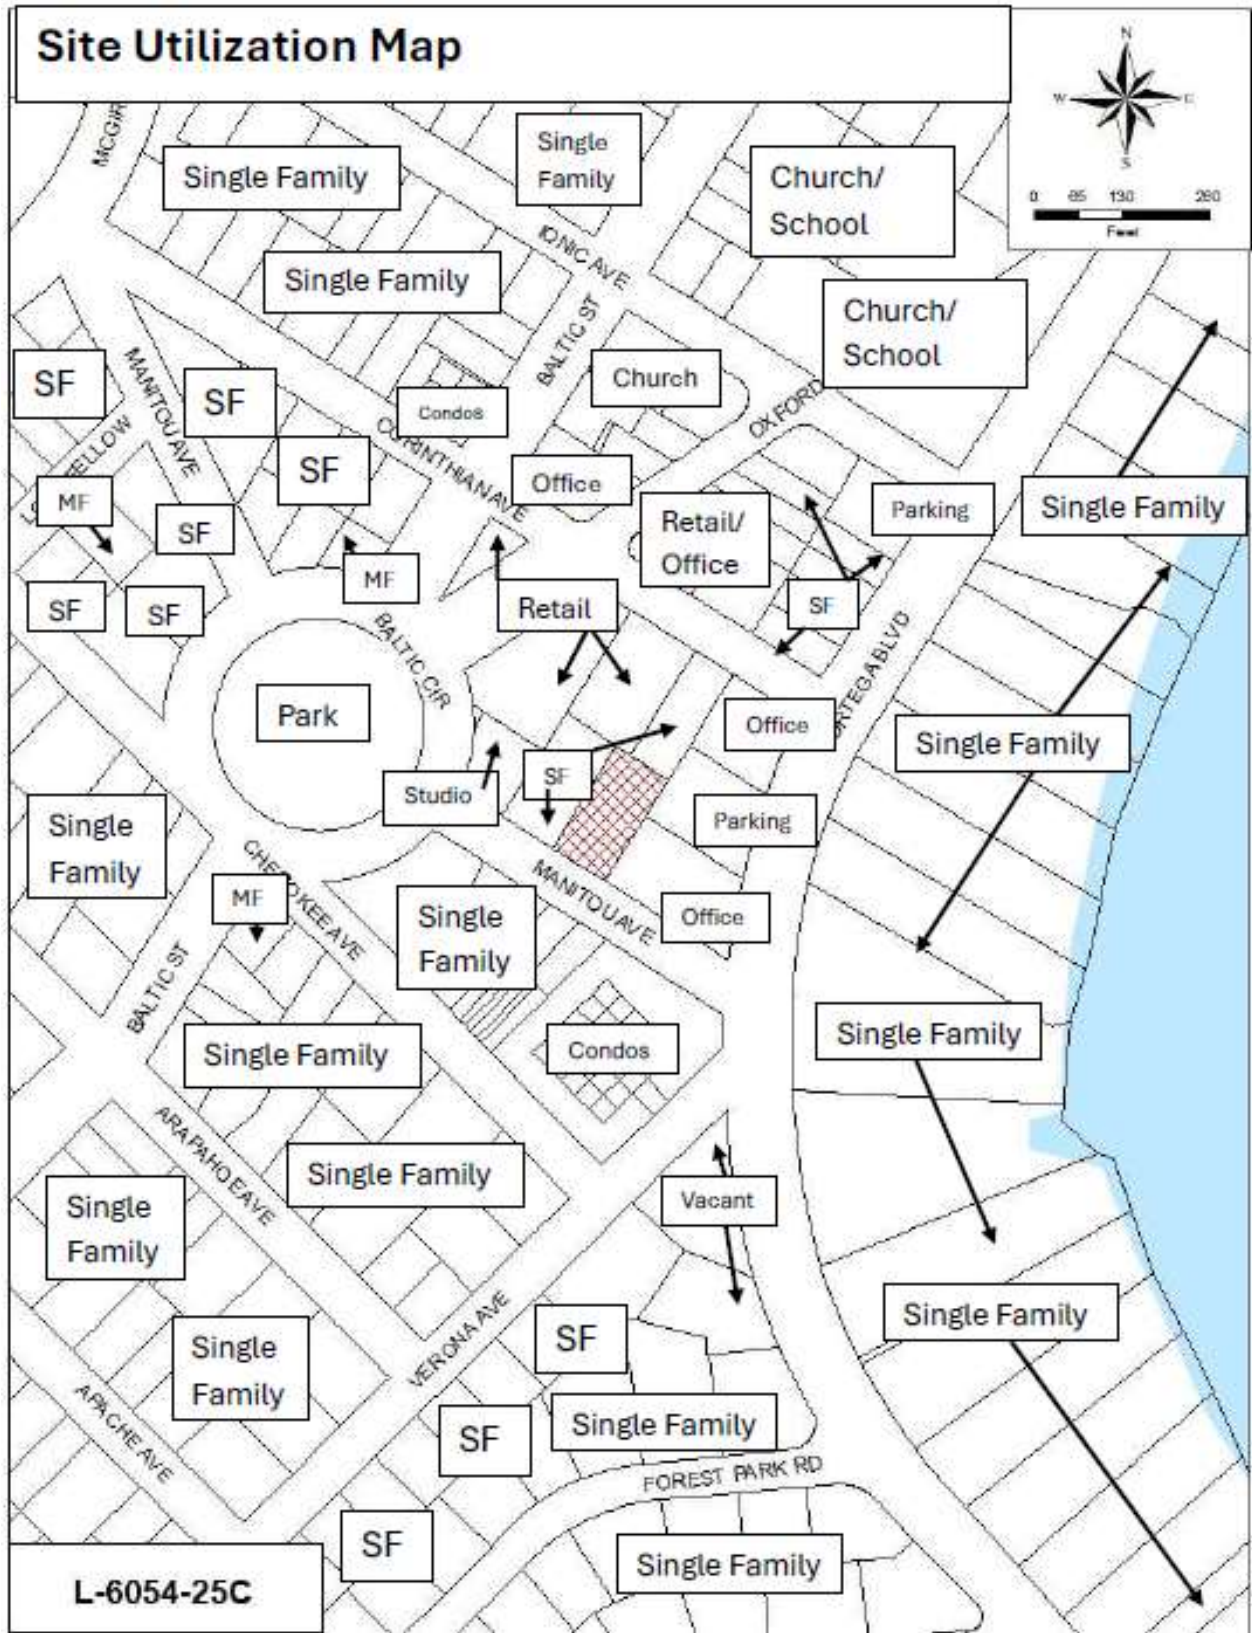 Site Utilization Map
N
W
E
S
0 65 130 260
Feet
MCGIR
Single Family
Single
Family
Church/
School
IONIC AVE
Single Family
Church/
School
BALTIC ST
SF
MANITOU AVE
SF
Church
Condos
OXFORD
CORINTHIAN AVE
SF
ELLOW
Office
MF
Parking
Single Family
Retail/
Office
SF
MF
SF
SF
Retail
SF
BALTIC CIR
ORTEGA BLVD
Park
Office
Single Family
SF
Studio
Single
Family
Parking
CHEROKEE AVE
MANITOU AVE
MF
Single
Family
Office
BALTIC ST
Single Family
Single Family
Condos
ARAPAHOE AVE
Single Family
Vacant
Single
Family
Single Family
VERONA AVE
SF
Single
Family
APACHE AVE
Single Family
SF
FOREST PARK RD
SF
Single Family
L-6054-25C